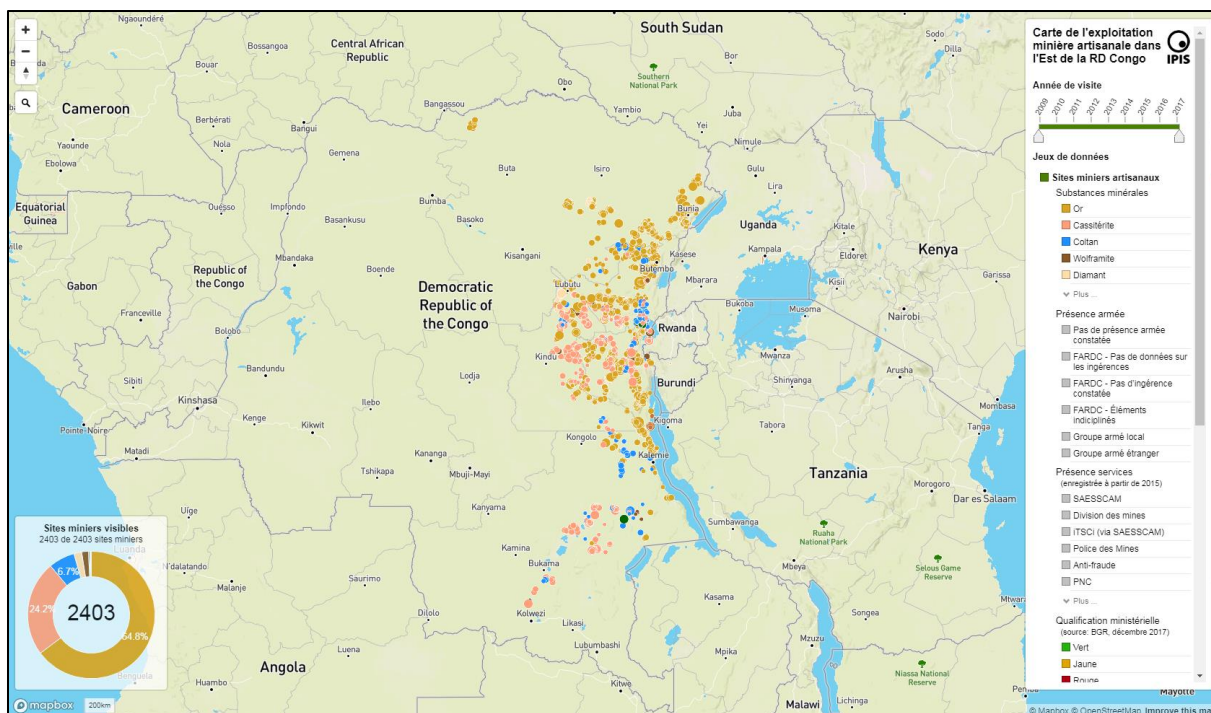 Ngaoundéré
Bossangoa
Bouar
Central African
Republic
Bambari
South Sudan
Bor
Sodo
Dilla
Obo
Southern
National Park
Bangassou
Yambio
Juba
Cameroon
Bangui
Berbérati
Nola
Yaounde
Ebolowa
Gemena
Buta
Isiro
Yei
Nimule
Gulu
Lira
Equatorial
Guinea
Ouésso
Impfondo
Bumba
Basoko
Basankusu
Bunia
Uganda
Kitale
Eldoret
Kenya
Gabon
Republic of
the Congo
Mbandaka
Boende
Kisangani
Butembo
Kasese
Kampala
Mbarara
Kisii
Garissa
Franceville
Democratic
Republic of
the Congo
Lubutu
Bukoba
Musoma
Nairobi
Rwanda
Bolobo
Kindu
Mwanza
Sibiti
Bandundu
Lodja
Burundi
Shinyanga
Arusha
Kinshasa
Ilebo
Mombasa
Pointe-Noire
Kenge
Kikwit
Kongolo
Kigoma
Tabora
Tanga
Matadi
Kananga
Kalemie
Tshikapa
Mbuji-Mayi
Tanzania
Morogoro
Dar es Salaam
Uíge
Kanyama
Sumbawanga
Ruaha
National Park
Luanda
N'dalatando
Kamina
Mbeya
Selous Game
Reserve
Malanje
Saurimo
Bukama
Mtwara
Kasama
Songea
Kolwezi
Dilolo
Likasi
Luena
Lubumbashi
Mpika
Mzuzu
Niassa National
Reserve
Benguela
Huambo
Angola
Kitwe
Malawi
Lichinga
Mayotte
Carte de l'exploitation
minière artisanale dans
l'Est de la RD Congo
IPIS
Année de visite
2009 2010 2011 2012 2013 2014 2015 2016 2017
Jeux de données
Sites miniers artisanaux
Substances minérales
Or
Cassitérite
Coltan
Wolframite
Diamant
Plus ...
Présence armée
Pas de présence armée
constatée
FARDC - Pas de données sur
les ingérences
FARDC - Pas d'ingérence
constatée
FARDC - Éléments
indiciplinés
Groupe armé local
Groupe armé étranger
Présence services
(enregistrée à partir de 2015)
SAESSCAM
Division des mines
iTSCi (via SAESSCAM)
Police des Mines
Anti-fraude
PNC
Plus ...
Qualification ministérielle
(source: BGR, décembre 2017)
Vert
Jaune
Rouge
Sites miniers visibles
2403 de 2403 sites miniers
6.7%
24.2%
2403
64.8%
mapbox
200km
© Mapbox © OpenStreetMap Improve this ma